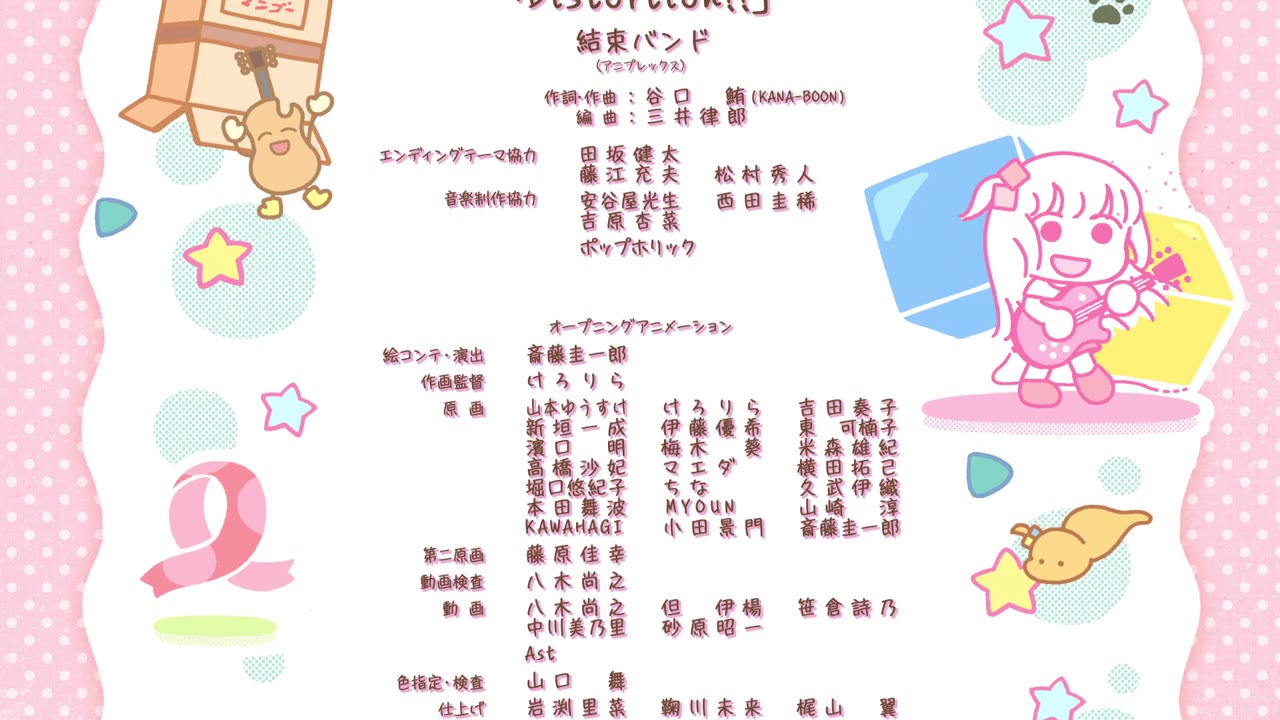 マンゴー
「Distortion!!」
結束バンド
(アニプレックス)
作詞・作曲：谷口 鮪(KANA-BOON)
編曲：三井律郎
エンディングテーマ協力 田坂健太
藤江充夫 松村秀人
音楽制作協力 安谷屋光生 西田圭稀
吉原杏菜
ポップホリック
オープニングアニメーション
絵コンテ・演出 斎藤圭一郎
作画監督 けろりら
原画 山本ゆうすけ けろりら 吉田奏子
新垣一成 伊藤優希 東 可楠子
濱口 明 梅木 葵 米森雄紀
高橋沙妃 マエダ 横田拓己
堀口悠紀子 ちな 久武伊織
本田舞波 MYOUN 山崎 淳
KAWAHAGI 小田景門 斎藤圭一郎
第二原画 藤原佳幸
動画検査 八木尚之
動画 八木尚之 但 伊楊 笹倉詩乃
中川美乃里 砂原昭一
Ast
色指定・検査 山口 舞
仕上げ 岩渕里菜 鞠川未来 梶山 翼